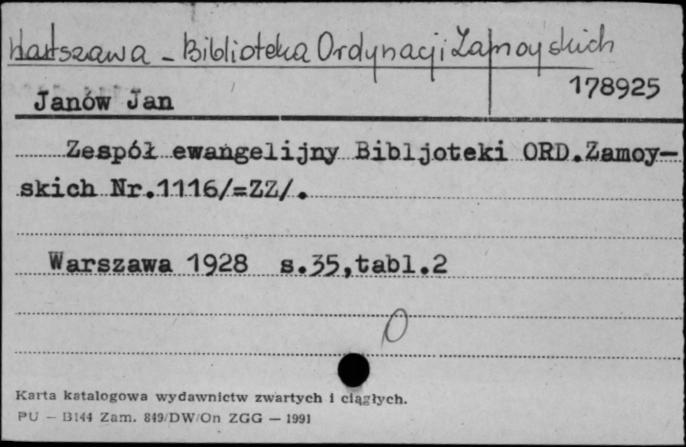 Warszawa - Biblioteka Ordynacji Zamoyskich
178925
Janów Jan
Zespół ewangelijny Bibljoteki ORD.Zamoy-
skich Nr.1116/=ZZ/.
Warszawa 1928 s.35,tabl.2
0
Karta katalogowa wydawnictw zwartych i ciągłych.
PU — B144 Zam. 849/DW/On ZGG — 1991